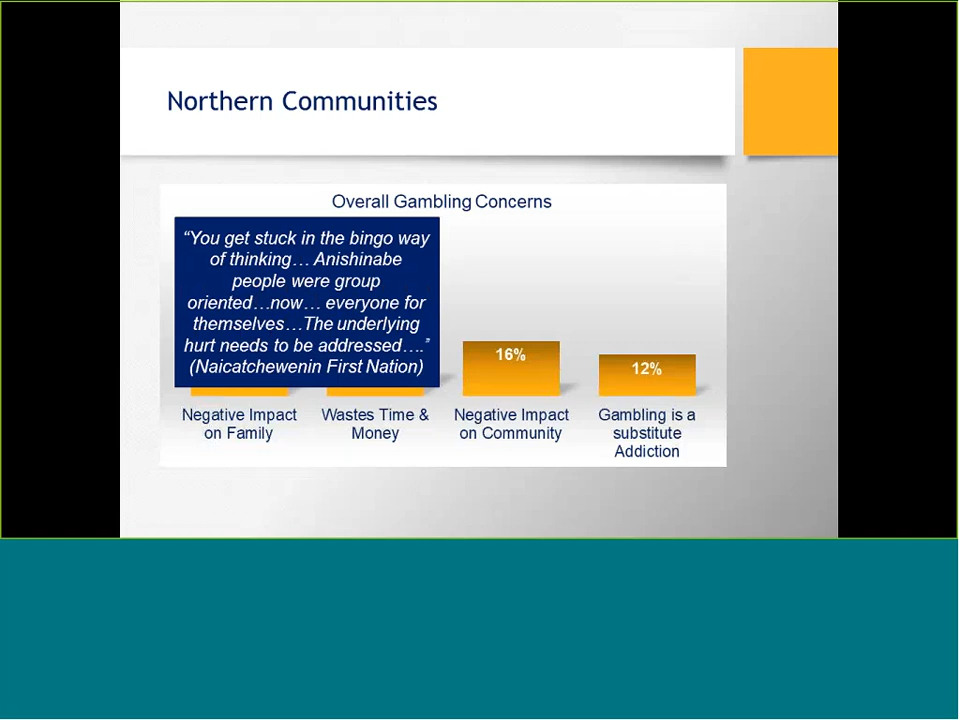 Northern Communities
Overall Gambling Concerns
“You get stuck in the bingo way
of thinking… Anishinabe
people were group
oriented…now… everyone for
themselves…The underlying
hurt needs to be addressed….”
(Naicatchewenin First Nation)
16%
12%
Negative Impact
on Family
Wastes Time &
Money
Negative Impact
on Community
Gambling is a
substitute
Addiction